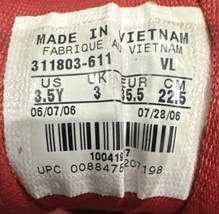 MADE IN VIETNAM
FABRIQUE AU VIETNAM
311803-611 VL
US UK EUR CM
3.5Y 3 35.5 22.5
06/07/06 07/28/06
UPC